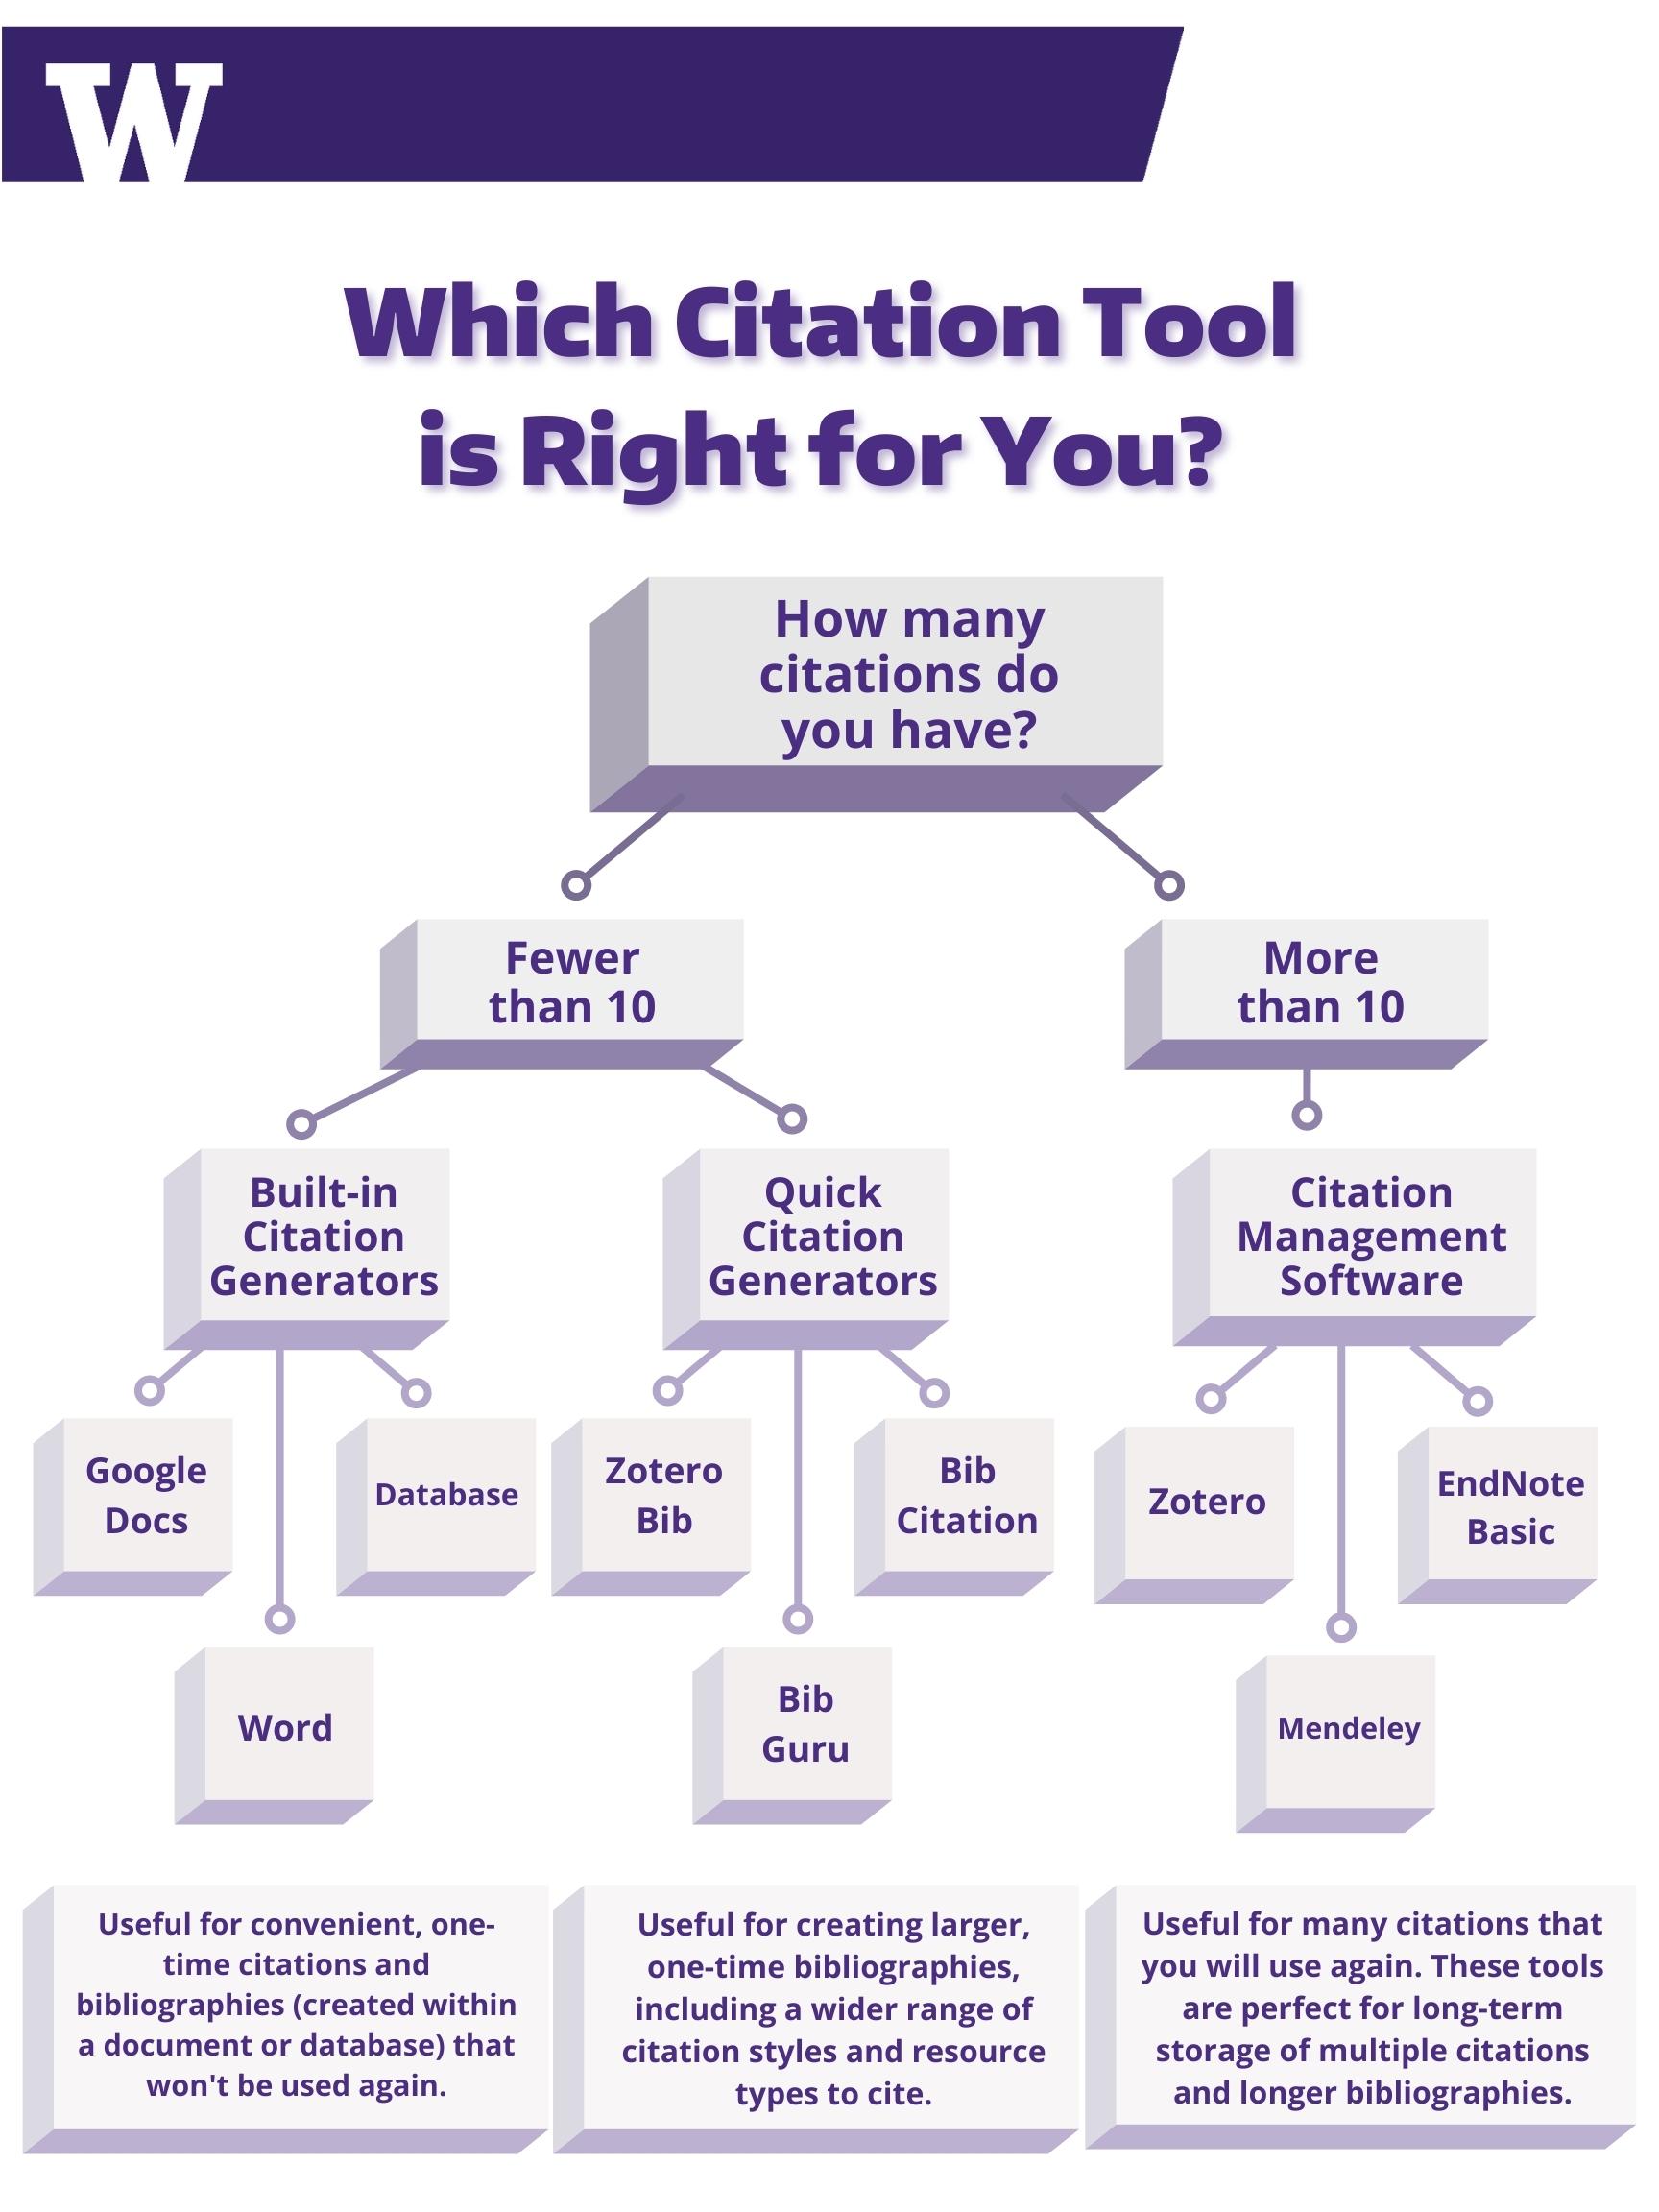 W
Which Citation Tool
is Right for You?
How many
citations do
you have?
Fewer
than 10
More
than 10
Built-in
Citation
Generators
Quick
Citation
Generators
Citation
Management
Software
Google
Docs
Database
Zotero
Bib
Bib
Citation
Zotero
EndNote
Basic
Word
Bib
Guru
Mendeley
Useful for convenient, one-
time citations and
bibliographies (created within
a document or database) that
won't be used again.
Useful for creating larger,
one-time bibliographies,
including a wider range of
citation styles and resource
types to cite.
Useful for many citations that
you will use again. These tools
are perfect for long-term
storage of multiple citations
and longer bibliographies.